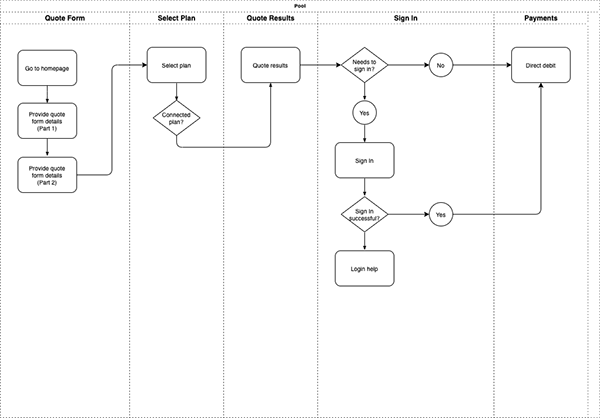 Pool
Quote Form
Select Plan
Quote Results
Sign In
Payments
Go to homepage
Select plan
Quote results
Needs to
sign in?
No
Direct debit
Provide quote
form details
(Part 1)
Connected
plan?
Yes
Provide quote
form details
(Part 2)
Sign In
Sign In
successful?
Yes
Login help